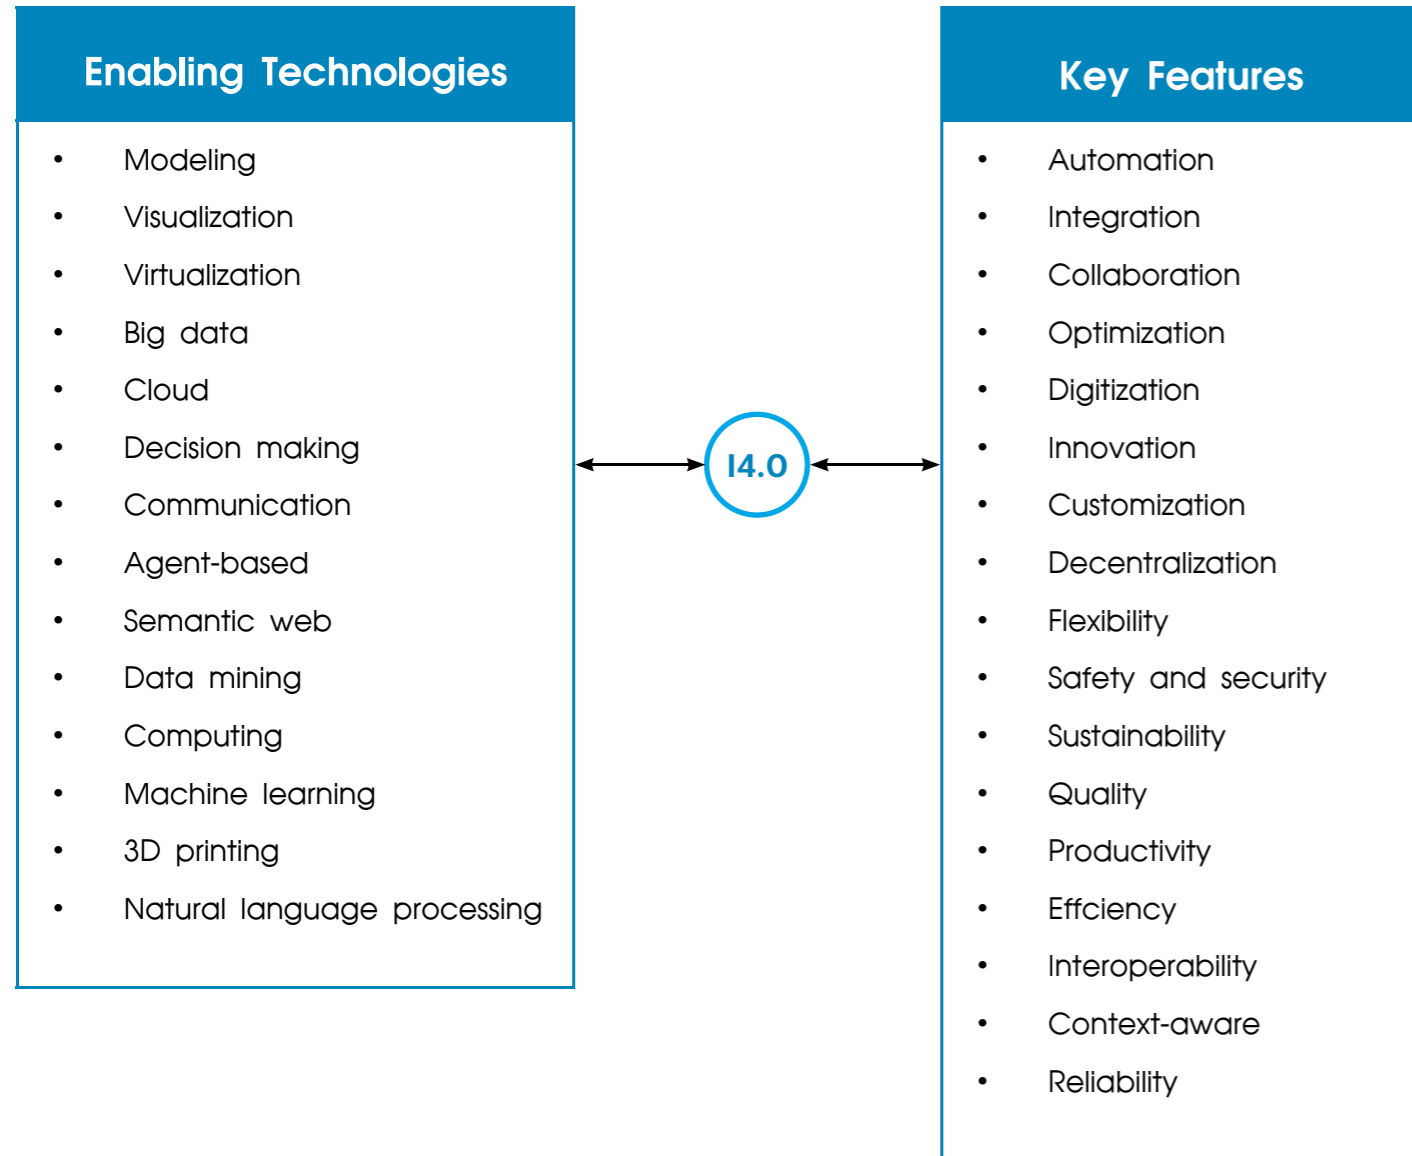 Enabling Technologies
• Modeling
• Visualization
• Virtualization
• Big data
• Cloud
• Decision making
• Communication
• Agent-based
• Semantic web
• Data mining
• Computing
• Machine learning
• 3D printing
• Natural language processing
I4.0
Key Features
• Automation
• Integration
• Collaboration
• Optimization
• Digitization
• Innovation
• Customization
• Decentralization
• Flexibility
• Safety and security
• Sustainability
• Quality
• Productivity
• Effciency
• Interoperability
• Context-aware
• Reliability